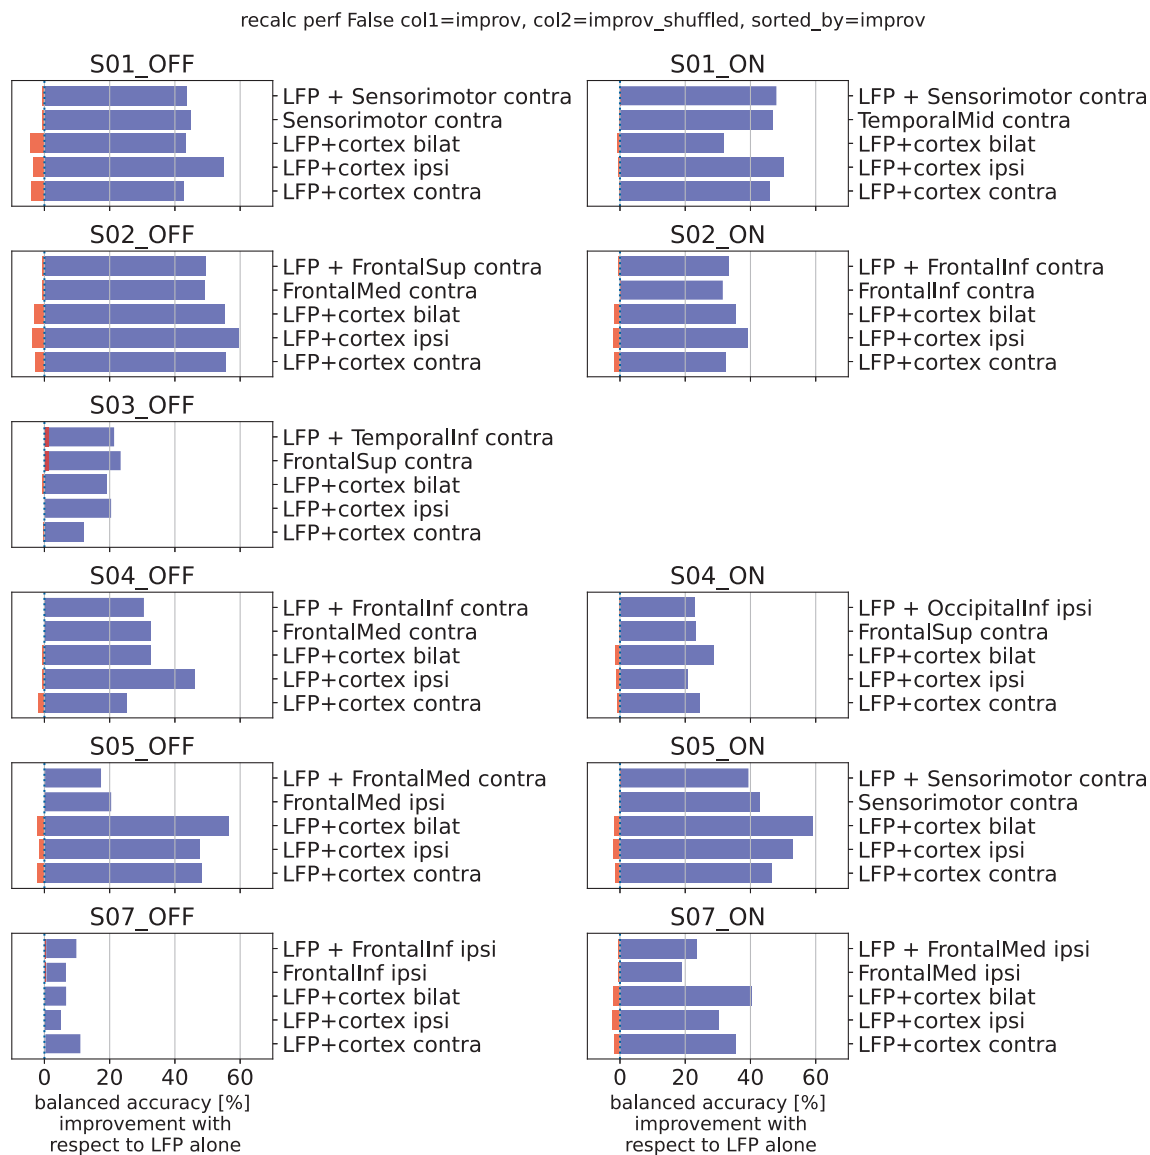 recalc perf False col1=improv, col2=improv_shuffled, sorted_by=improv
S01_OFF
LFP + Sensorimotor contra
Sensorimotor contra
LFP+cortex bilat
LFP+cortex ipsi
LFP+cortex contra
S01_ON
LFP + Sensorimotor contra
TemporalMid contra
LFP+cortex bilat
LFP+cortex ipsi
LFP+cortex contra
S02_OFF
LFP + FrontalSup contra
FrontalMed contra
LFP+cortex bilat
LFP+cortex ipsi
LFP+cortex contra
S02_ON
LFP + FrontalInf contra
FrontalInf contra
LFP+cortex bilat
LFP+cortex ipsi
LFP+cortex contra
S03_OFF
LFP + TemporalInf contra
FrontalSup contra
LFP+cortex bilat
LFP+cortex ipsi
LFP+cortex contra
S04_OFF
LFP + FrontalInf contra
FrontalMed contra
LFP+cortex bilat
LFP+cortex ipsi
LFP+cortex contra
S04_ON
LFP + OccipitalInf ipsi
FrontalSup contra
LFP+cortex bilat
LFP+cortex ipsi
LFP+cortex contra
S05_OFF
LFP + FrontalMed contra
FrontalMed ipsi
LFP+cortex bilat
LFP+cortex ipsi
LFP+cortex contra
S05_ON
LFP + Sensorimotor contra
Sensorimotor contra
LFP+cortex bilat
LFP+cortex ipsi
LFP+cortex contra
S07_OFF
LFP + FrontalInf ipsi
FrontalInf ipsi
LFP+cortex bilat
LFP+cortex ipsi
LFP+cortex contra
0 20 40 60
balanced accuracy [%]
improvement with
respect to LFP alone
S07_ON
LFP + FrontalMed ipsi
FrontalMed ipsi
LFP+cortex bilat
LFP+cortex ipsi
LFP+cortex contra
0 20 40 60
balanced accuracy [%]
improvement with
respect to LFP alone